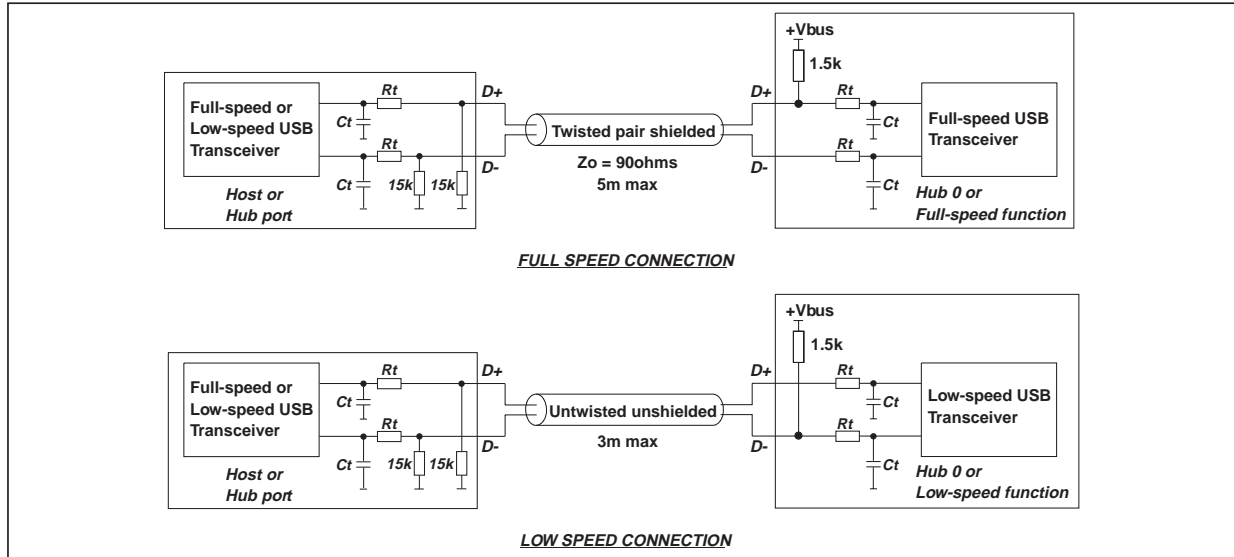 +Vbus
1.5k
D+
Rt
Full-speed or
Low-speed USB
Transceiver
Ct
Rt
15k 15k
Ct
D-
Host or
Hub port
D+
Twisted pair shielded
Zo = 90ohms
5m max
D-
Rt
Ct
Rt
Ct
Full-speed USB
Transceiver
Hub 0 or
Full-speed function
FULL SPEED CONNECTION
+Vbus
1.5k
D+
Rt
Full-speed or
Low-speed USB
Transceiver
Ct
Rt
15k 15k
Ct
D-
Host or
Hub port
D+
Untwisted unshielded
3m max
D-
Rt
Ct
Rt
Ct
Low-speed USB
Transceiver
Hub 0 or
Low-speed function
LOW SPEED CONNECTION